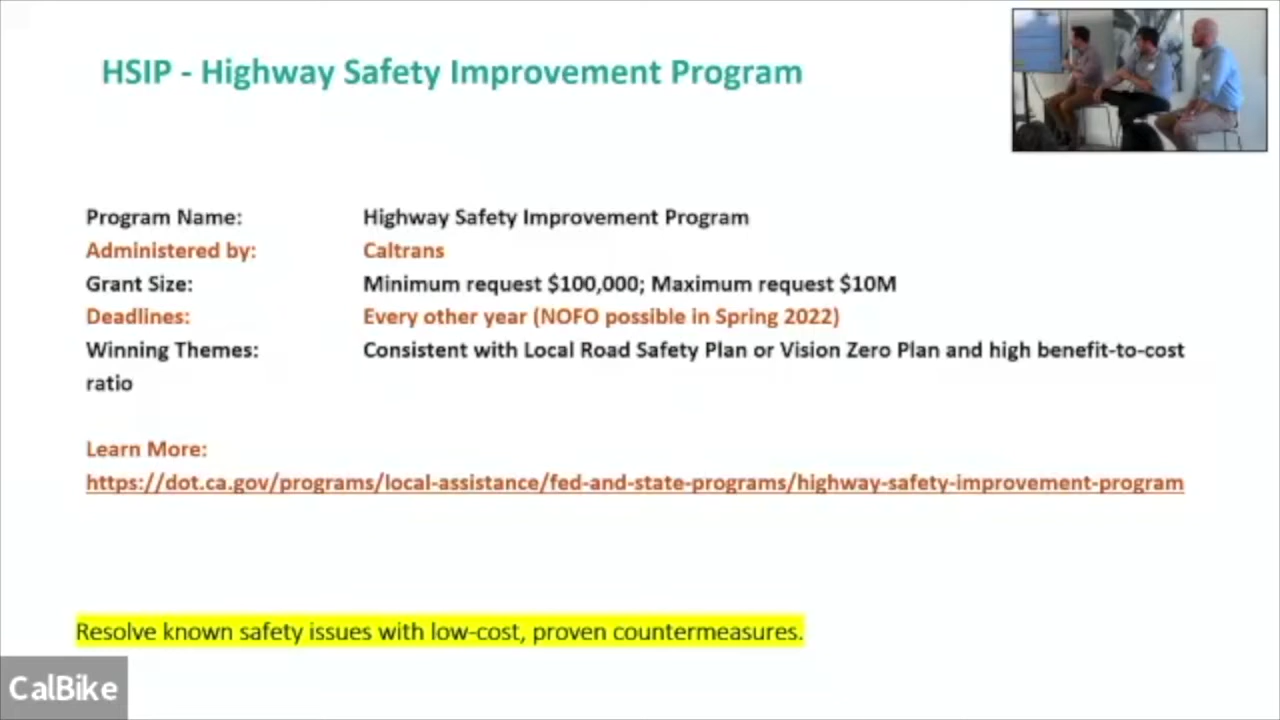 HSIP - Highway Safety Improvement Program
Program Name: Highway Safety Improvement Program
Administered by: Caltrans
Grant Size: Minimum request $100,000; Maximum request $10M
Deadlines: Every other year (NOFO possible in Spring 2022)
Winning Themes: Consistent with Local Road Safety Plan or Vision Zero Plan and high benefit-to-cost
ratio
Learn More:
https://dot.ca.gov/programs/local-assistance/fed-and-state-programs/highway-safety-improvement-program
Resolve known safety issues with low-cost, proven countermeasures.
CalBike